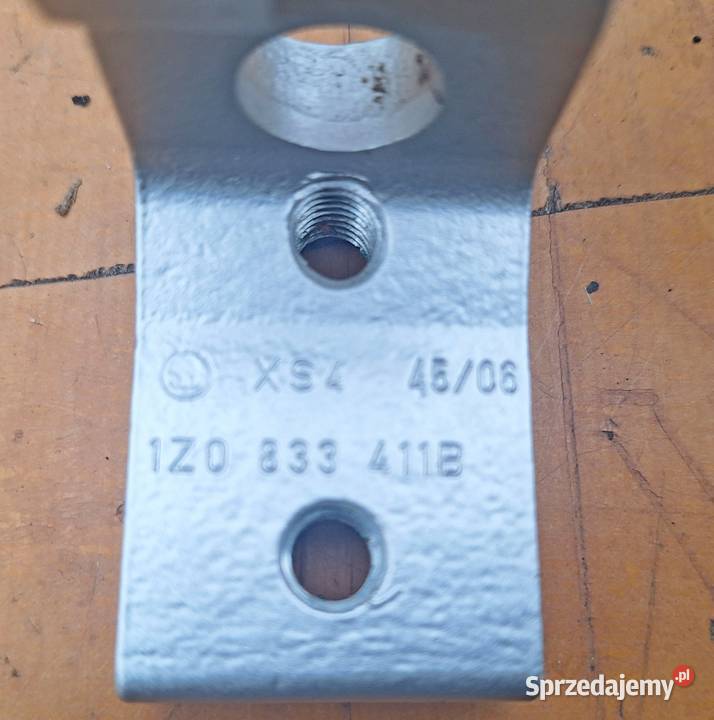 XS4 45/06
1Z0 833 411B
Sprzedajemy.pl